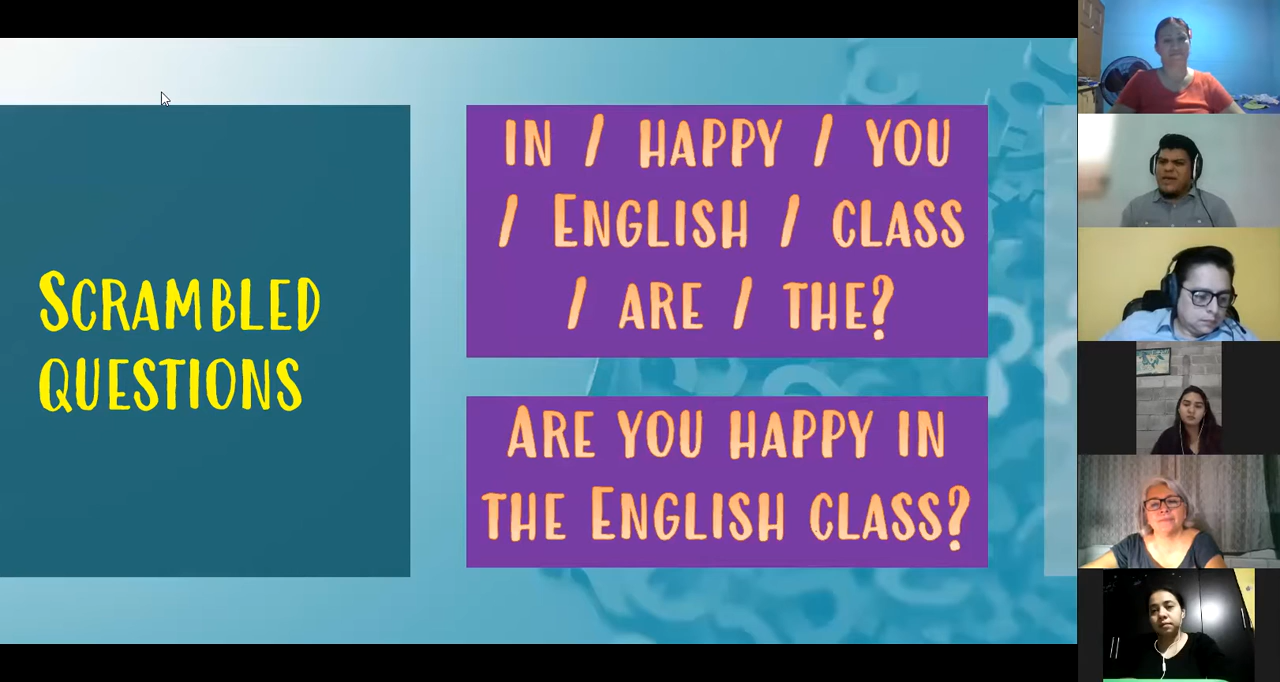 SCRAMBLED
QUESTIONS
IN / HAPPY / YOU
/ ENGLISH / CLASS
/ ARE / THE?
ARE YOU HAPPY IN
THE ENGLISH CLASS?